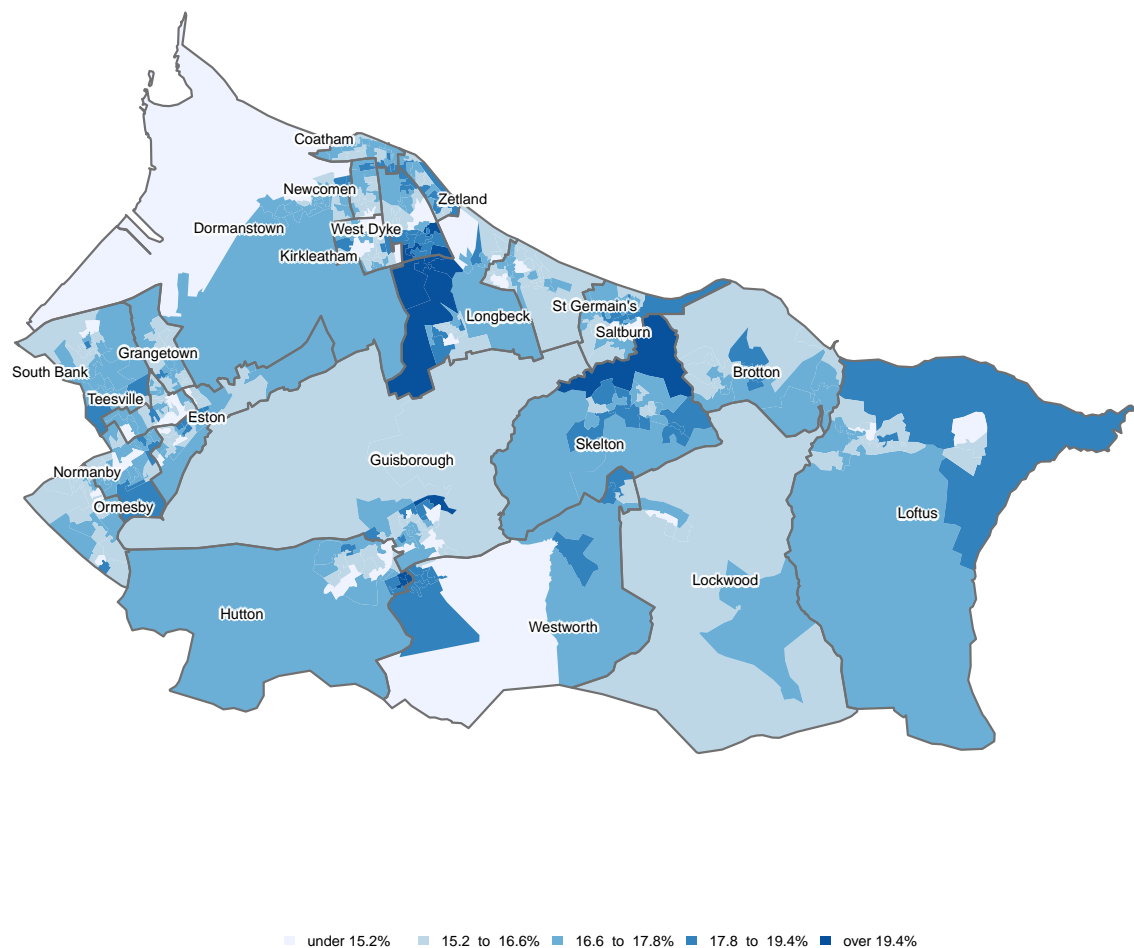 Coatham
Newcomen
Zetland
Dormanstown
West Dyke
Kirkleatham
St Germain's
Longbeck
Saltburn
Grangetown
South Bank
Brotton
Teesville
Eston
Skelton
Guisborough
Normanby
Ormesby
Loftus
Lockwood
Hutton
Westworth
under 15.2% 15.2 to 16.6% 16.6 to 17.8% 17.8 to 19.4% over 19.4%